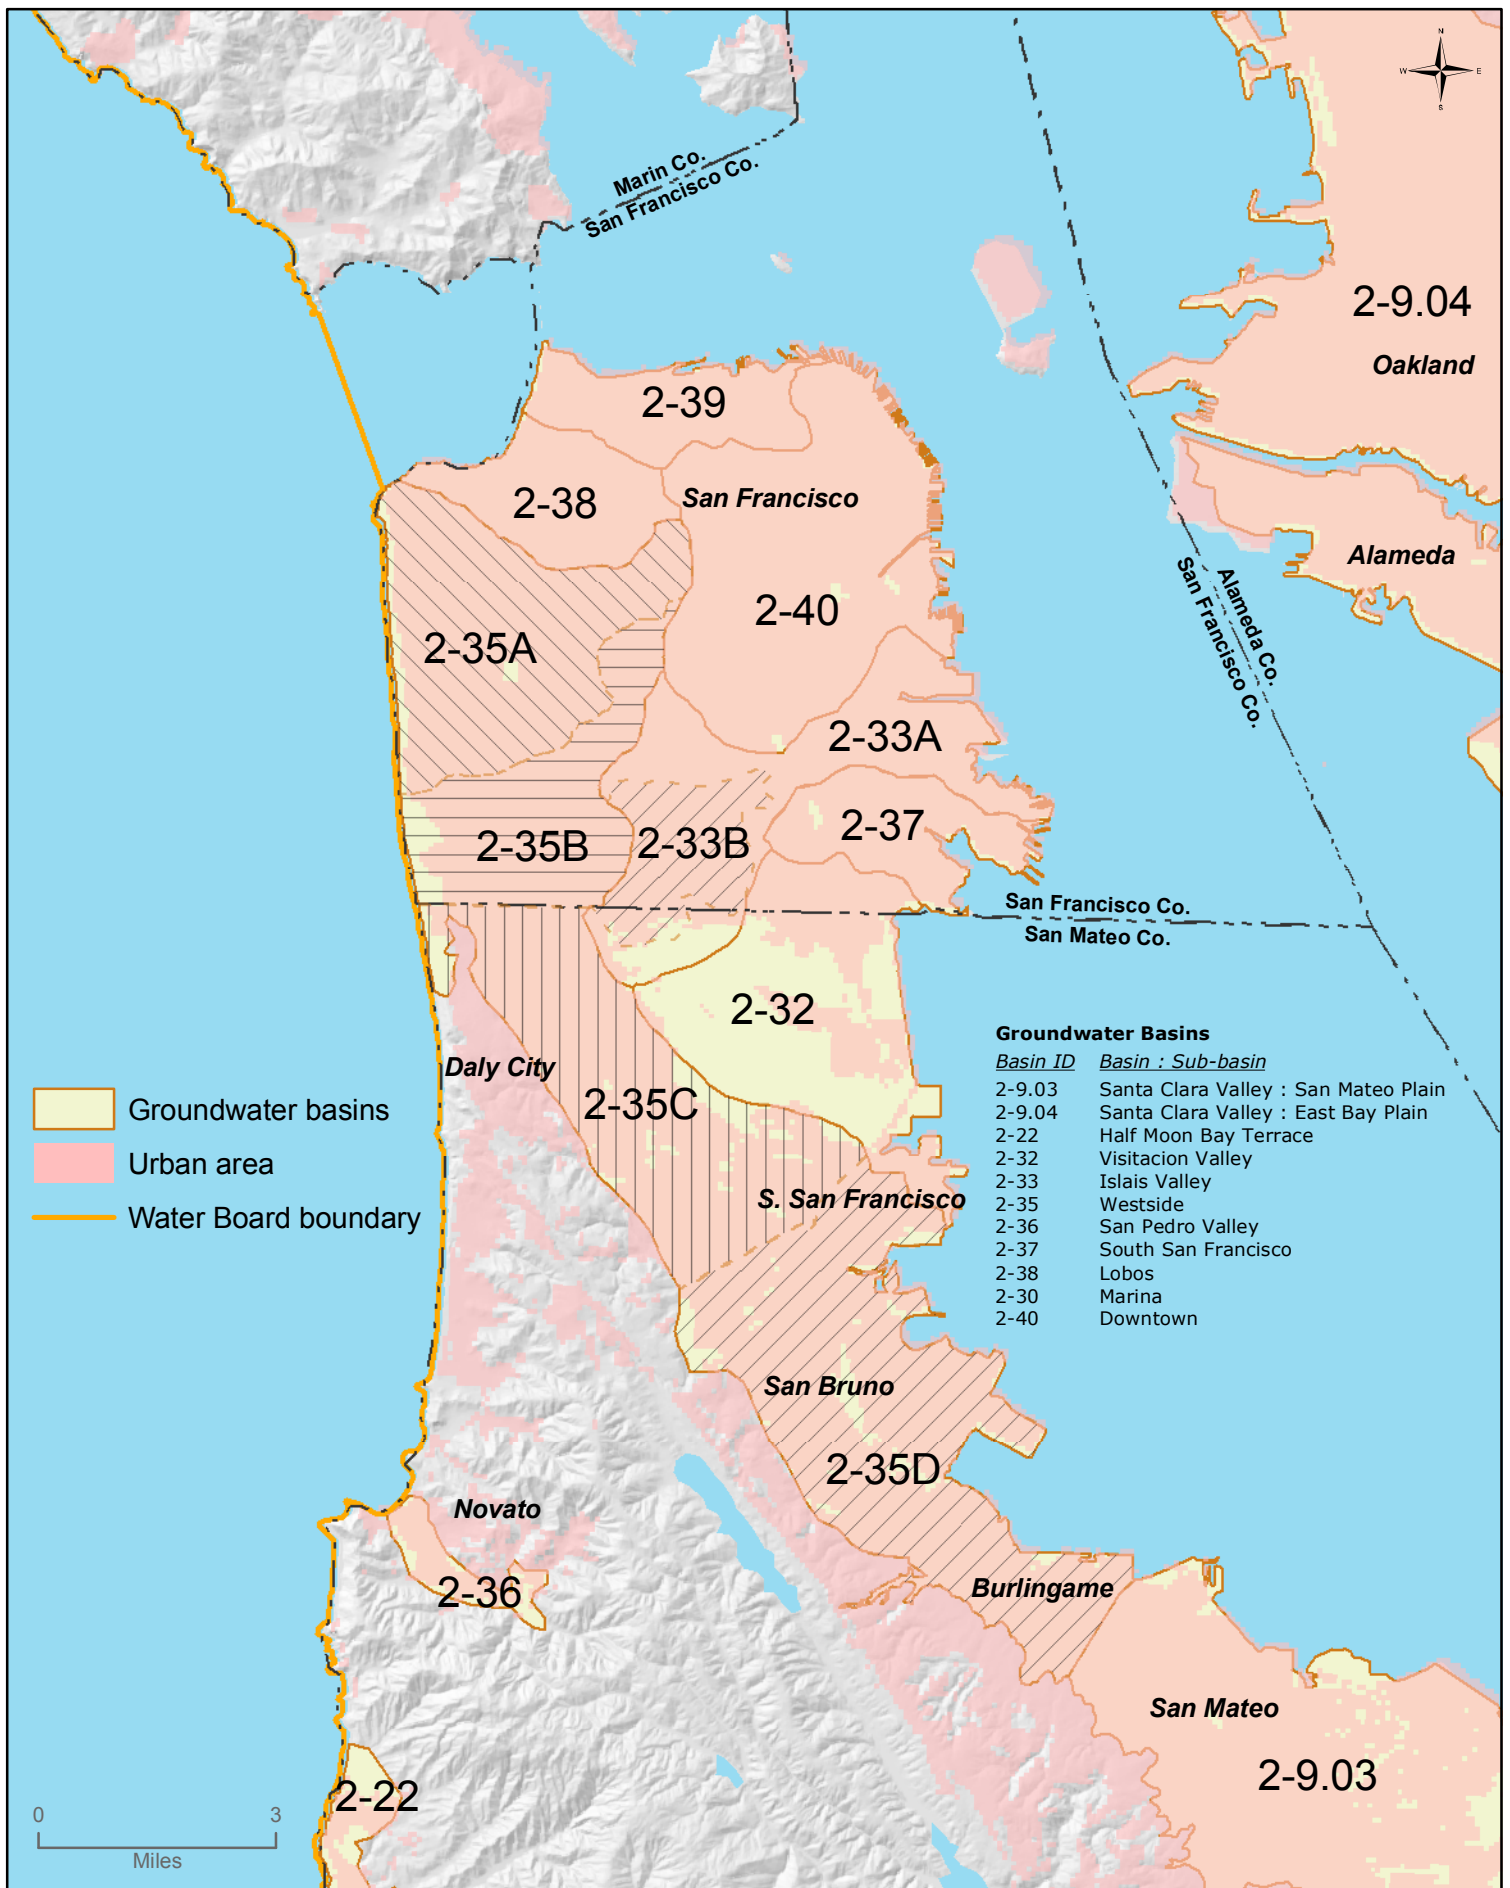 N
W E
S
Marin Co.
San Francisco Co.
2-9.04
Oakland
2-39
2-38
San Francisco
Alameda
Alameda Co.
San Francisco Co.
2-40
2-35A
2-33A
2-37
2-35B
2-33B
San Francisco Co.
San Mateo Co.
2-32
Groundwater Basins
Basin ID Basin : Sub-basin
2-9.03 Santa Clara Valley : San Mateo Plain
2-9.04 Santa Clara Valley : East Bay Plain
2-22 Half Moon Bay Terrace
2-32 Visitacion Valley
2-33 Islais Valley
2-35 Westside
2-36 San Pedro Valley
2-37 South San Francisco
2-38 Lobos
2-30 Marina
2-40 Downtown
Daly City
2-35C
Groundwater basins
Urban area
Water Board boundary
S. San Francisco
San Bruno
2-35D
Novato
2-36
Burlingame
San Mateo
2-9.03
2-22
0 3
Miles